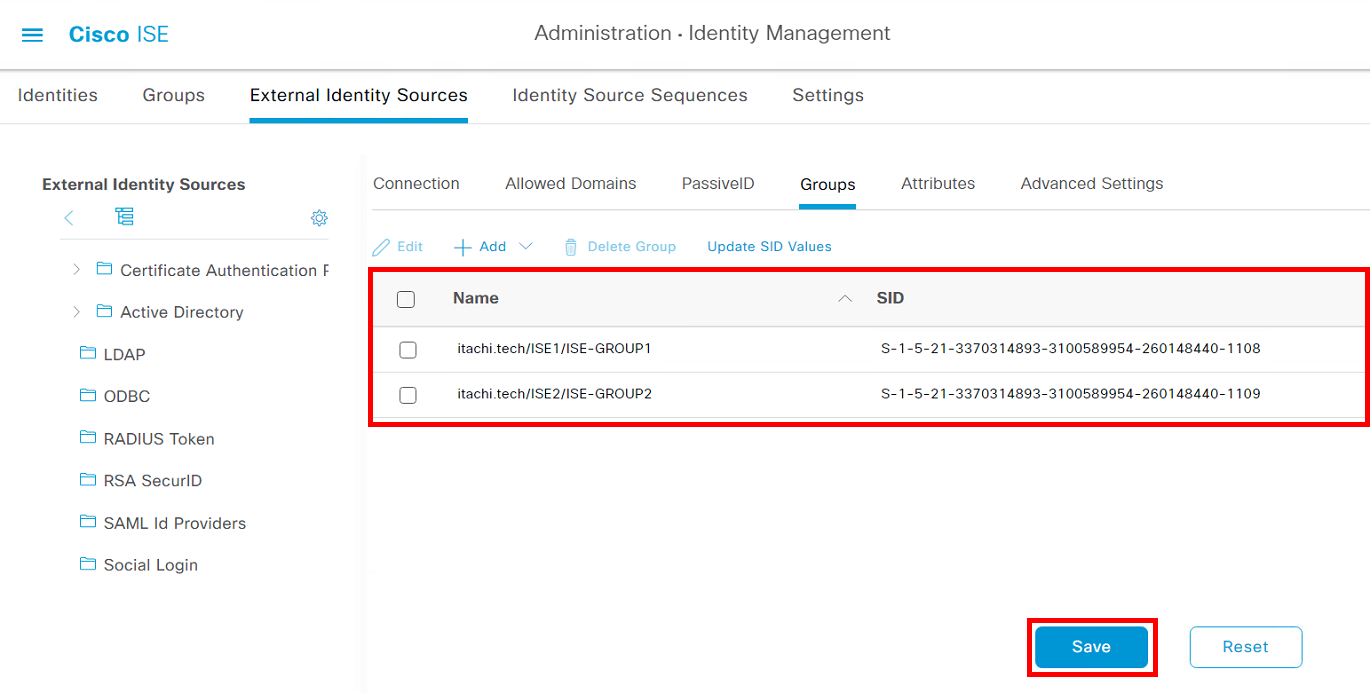 Cisco ISE
Administration · Identity Management
Identities Groups External Identity Sources Identity Source Sequences Settings
External Identity Sources
Certificate Authentication F
Active Directory
LDAP
ODBC
RADIUS Token
RSA SecurID
SAML Id Providers
Social Login
Connection Allowed Domains PassiveID Groups Attributes Advanced Settings
Edit Add Delete Group Update SID Values
Name SID
itachi.tech/ISE1/ISE-GROUP1 S-1-5-21-3370314893-3100589954-260148440-1108
itachi.tech/ISE2/ISE-GROUP2 S-1-5-21-3370314893-3100589954-260148440-1109
Save Reset